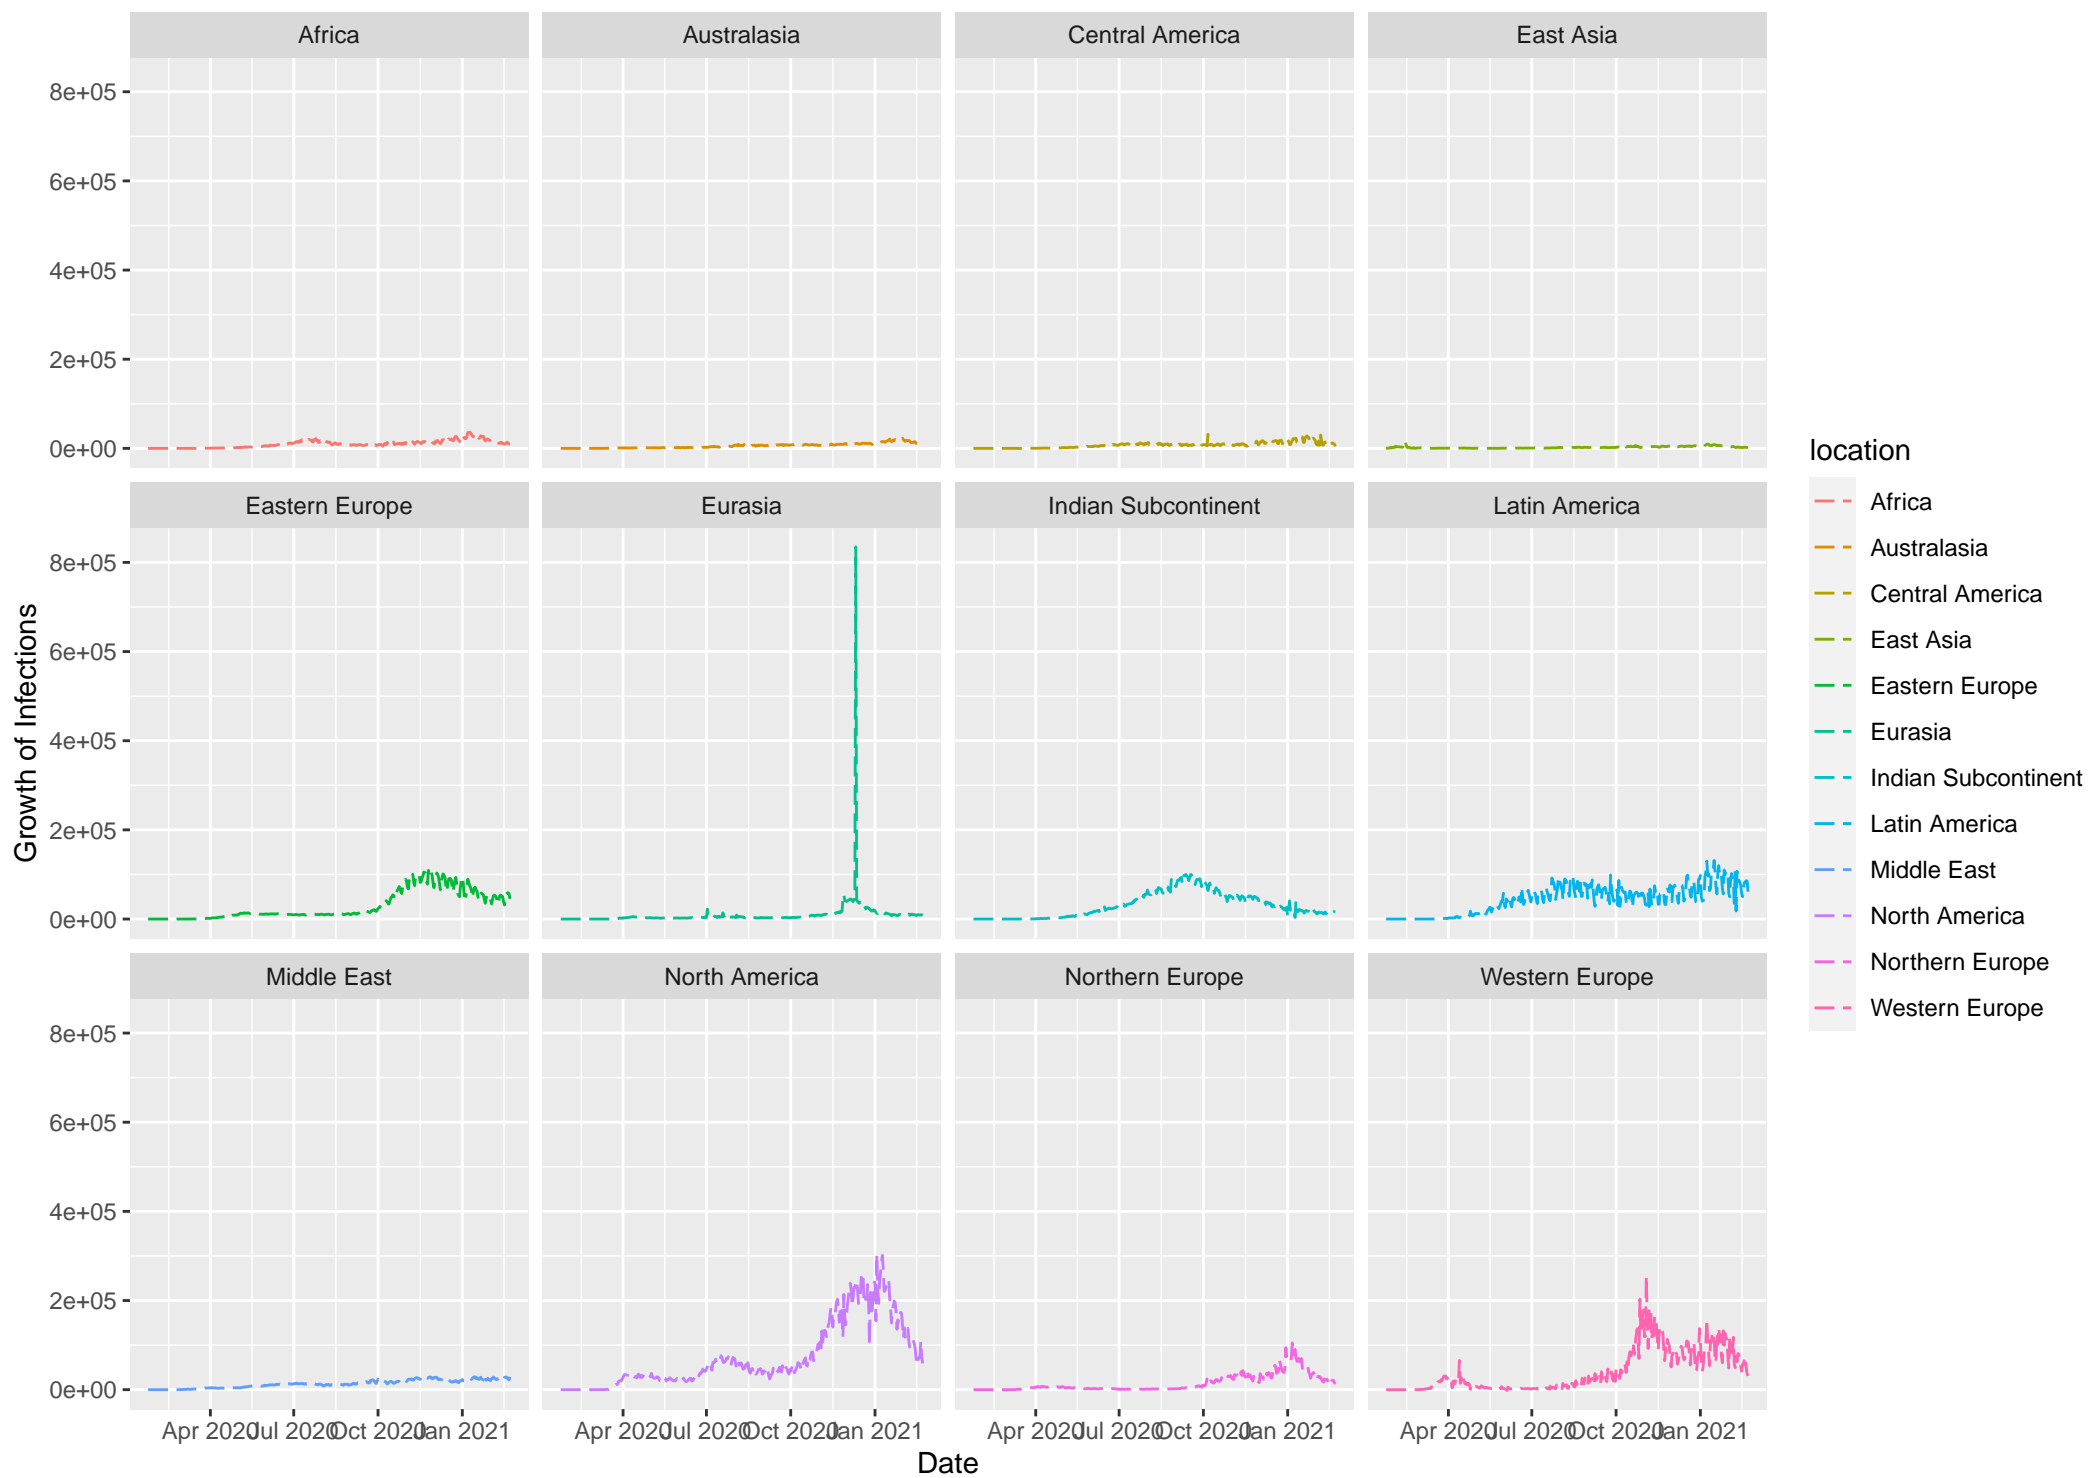 Africa Australasia Central America East Asia
8e+05
6e+05
4e+05
2e+05
0e+00
Eastern Europe Eurasia Indian Subcontinent Latin America
8e+05
6e+05
4e+05
2e+05
0e+00
Middle East North America Northern Europe Western Europe
8e+05
6e+05
4e+05
2e+05
0e+00
Apr 2020 Jul 2020 Oct 2020 Jan 2021 Apr 2020 Jul 2020 Oct 2020 Jan 2021 Apr 2020 Jul 2020 Oct 2020 Jan 2021 Apr 2020 Jul 2020 Oct 2020 Jan 2021
Date
Growth of Infections
location
Africa
Australasia
Central America
East Asia
Eastern Europe
Eurasia
Indian Subcontinent
Latin America
Middle East
North America
Northern Europe
Western Europe